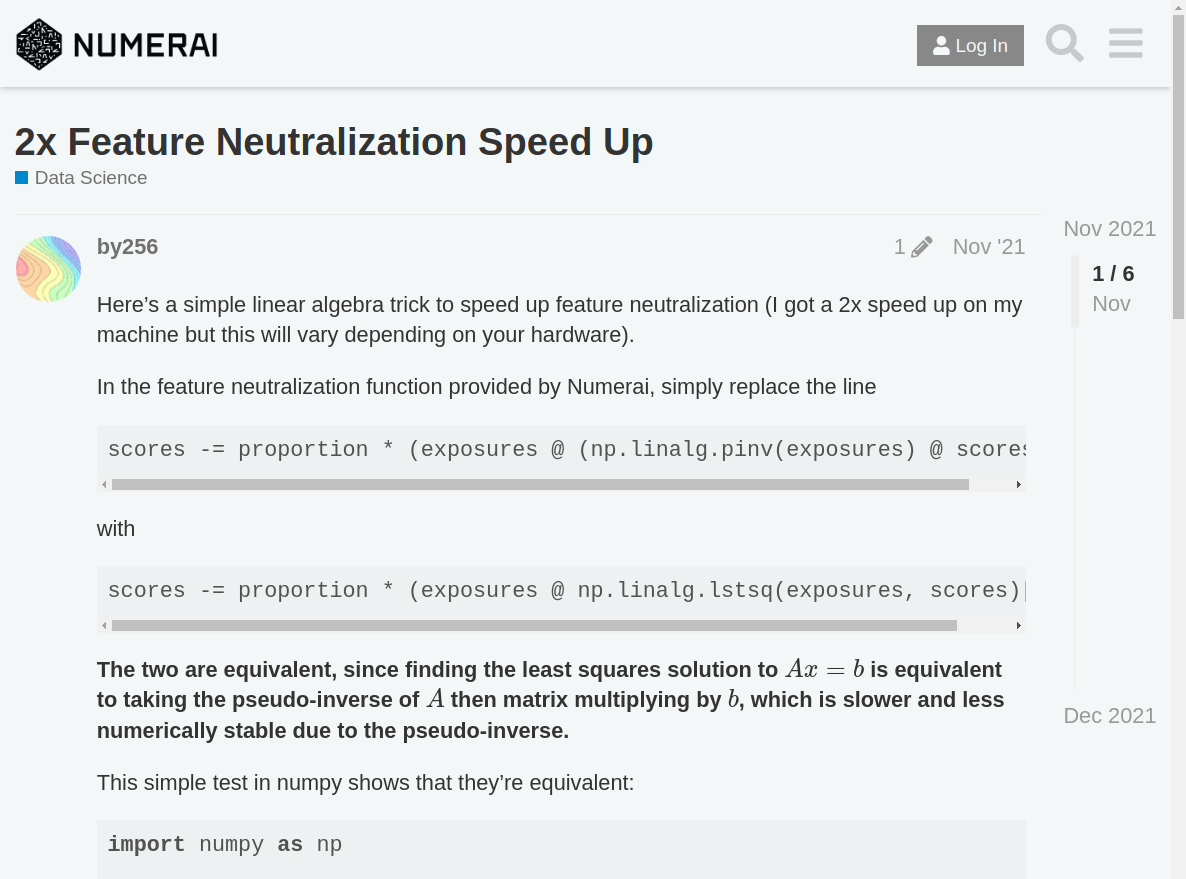 NUMERAI
Log In
2x Feature Neutralization Speed Up
Data Science
by256
1
Nov '21
Here’s a simple linear algebra trick to speed up feature neutralization (I got a 2x speed up on my
machine but this will vary depending on your hardware).
In the feature neutralization function provided by Numerai, simply replace the line
scores -= proportion * (exposures @ (np.linalg.pinv(exposures) @ scores
with
scores -= proportion * (exposures @ np.linalg.lstsq(exposures, scores)[
The two are equivalent, since finding the least squares solution to Ax = b is equivalent
to taking the pseudo-inverse of A then matrix multiplying by b, which is slower and less
numerically stable due to the pseudo-inverse.
This simple test in numpy shows that they’re equivalent:
import numpy as np
Nov 2021
1 / 6
Nov
Dec 2021